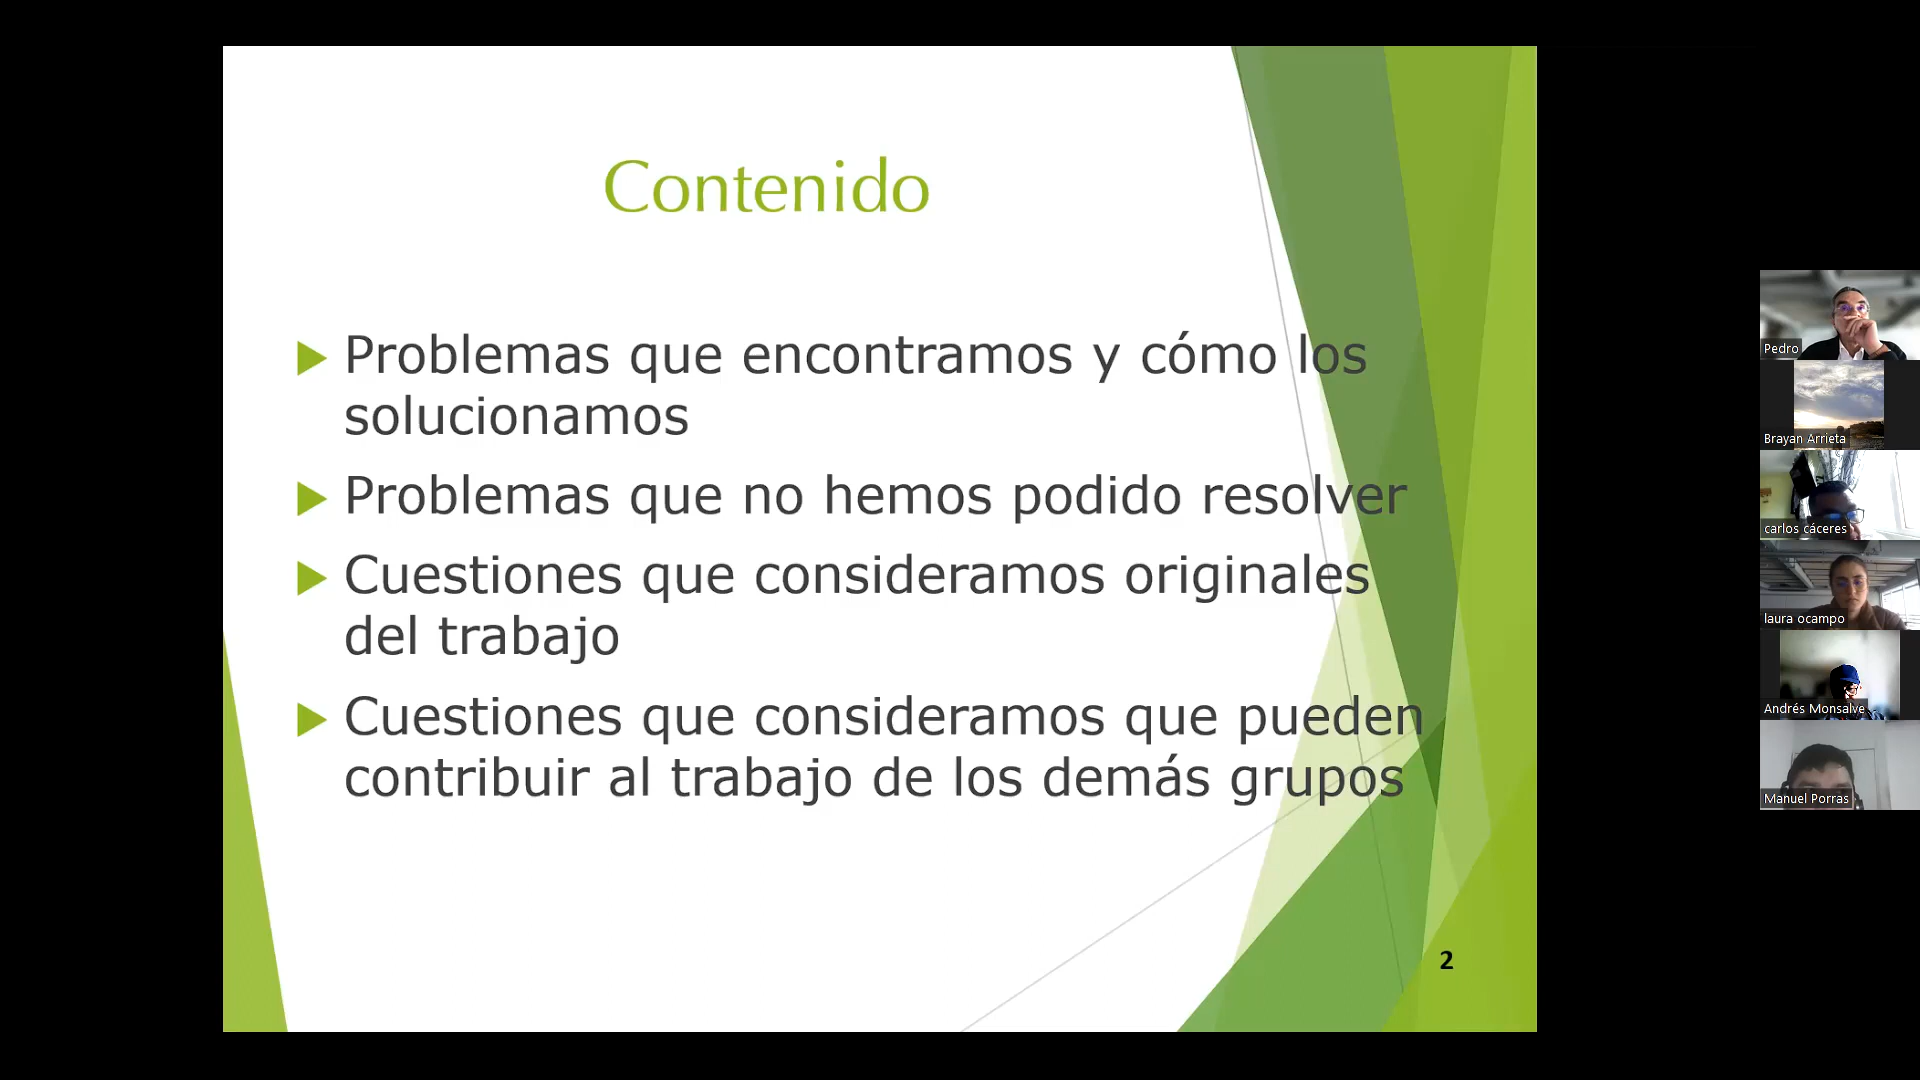 Contenido
Problemas que encontramos y cómo los
solucionamos
Problemas que no hemos podido resolver
Cuestiones que consideramos originales
del trabajo
Cuestiones que consideramos que pueden
contribuir al trabajo de los demás grupos
2
Pedro
Brayan Arrieta
carlos cáceres
laura ocampo
Andrés Monsalve
Manuel Porras